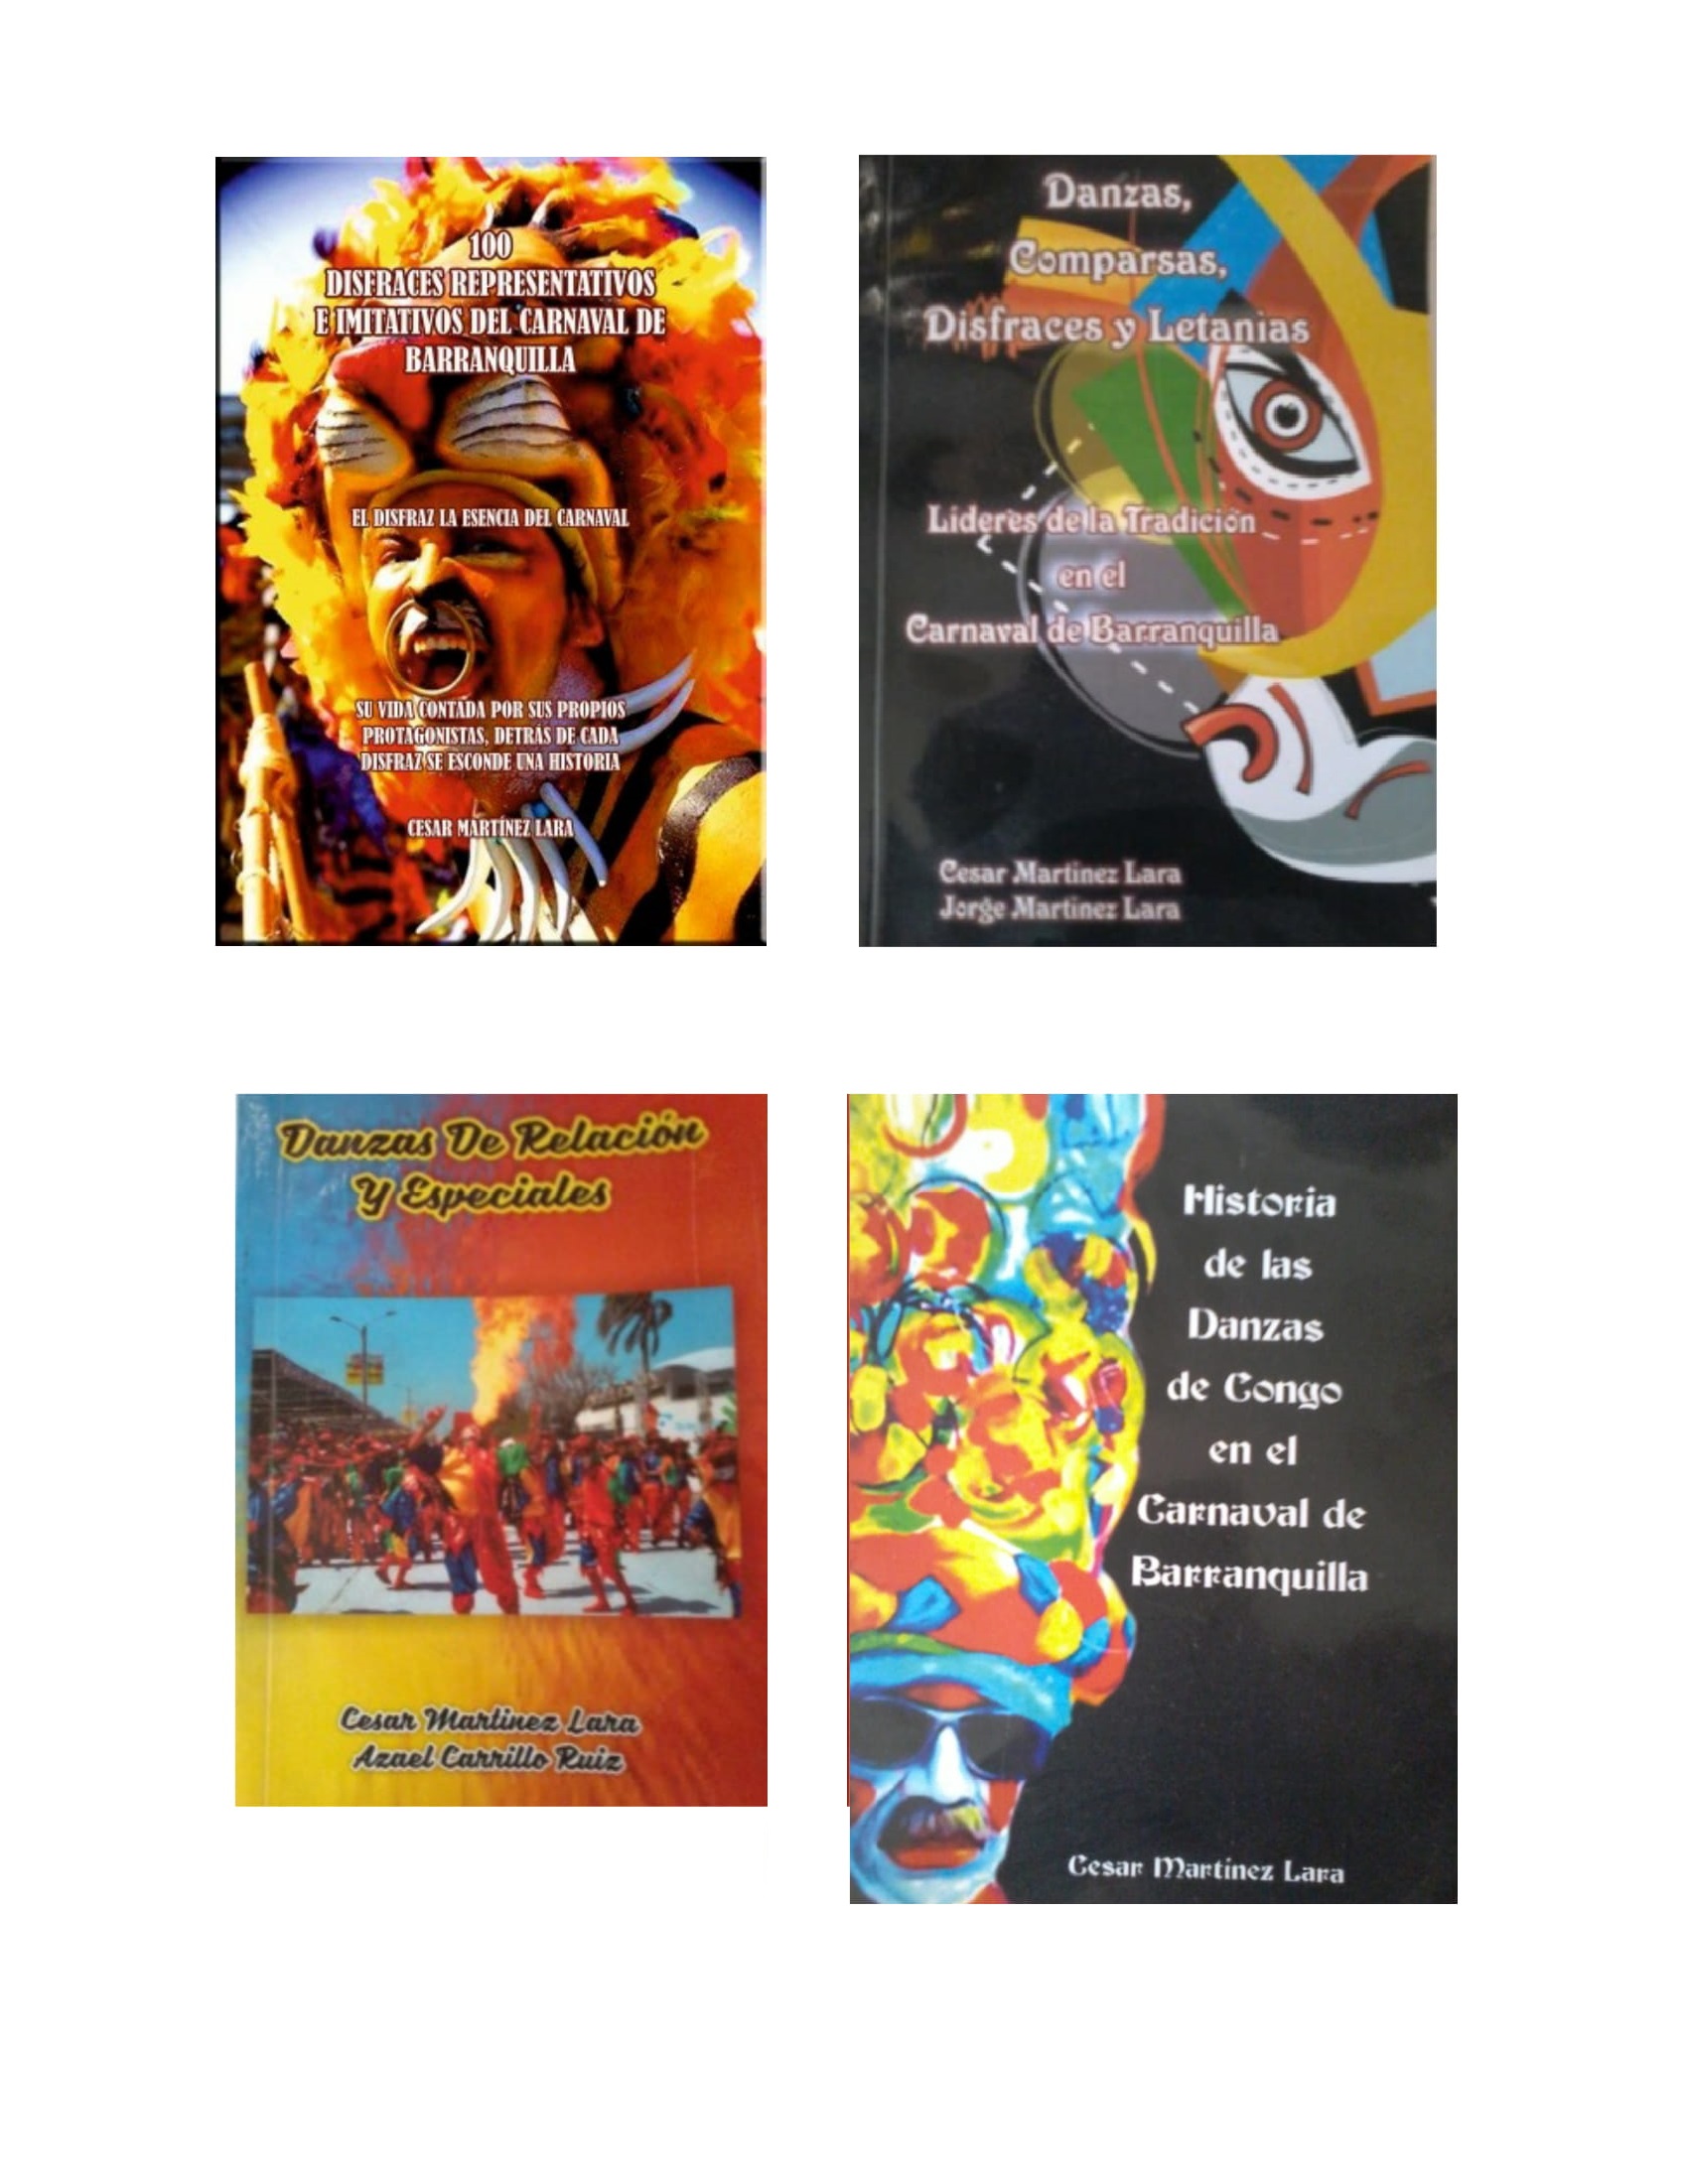 100
DISFRACES REPRESENTATIVOS
E IMITATIVOS DEL CARNAVAL DE
BARRANQUILLA
EL DISFRAZ LA ESENCIA DEL CARNAVAL
SU VIDA CONTADA POR SUS PROPIOS
PROTAGONISTAS, DETRÁS DE CADA
DISFRAZ SE ESCONDE UNA HISTORIA
CESAR MARTÍNEZ LARA
Danzas,
Comparsas,
Disfraces y Letanias
Lideres de la Tradición
en el
Carnaval de Barranquilla
Cesar Martinez Lara
Jorge Martinez Lara
Danzas De Relación
Y Especiales
Cesar Martinez Lara
Azael Carrillo Ruiz
Historia
de las
Danzas
de Congo
en el
Carnaval de
Barranquilla
Cesar Martínez Lara